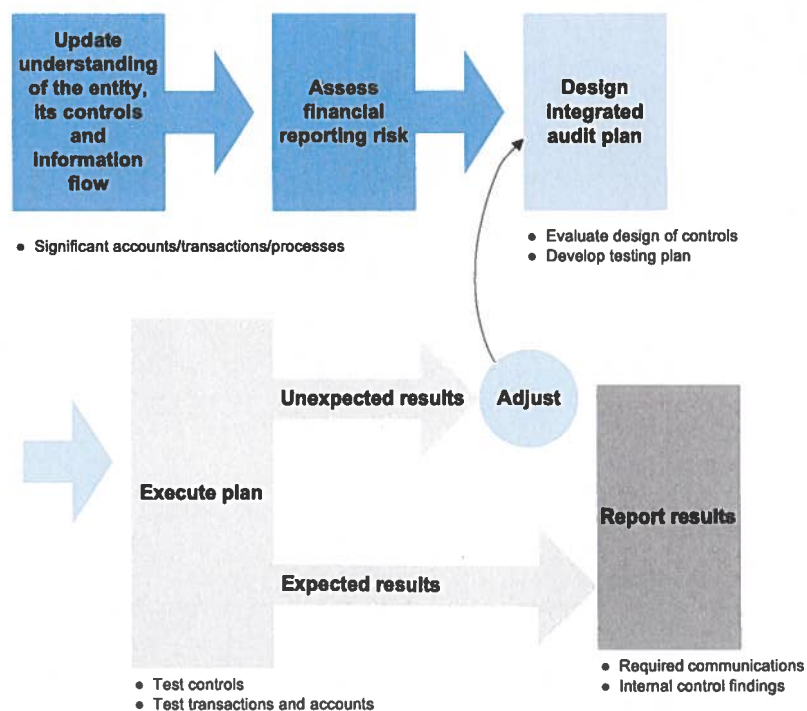 Update
understanding
of the entity,
its controls
and
information
flow
Assess
financial
reporting risk
Design
integrated
audit plan
● Significant accounts/transactions/processes
● Evaluate design of controls
● Develop testing plan
Unexpected results
Adjust
Execute plan
Report results
Expected results
● Test controls
● Test transactions and accounts
● Required communications
● Internal control findings